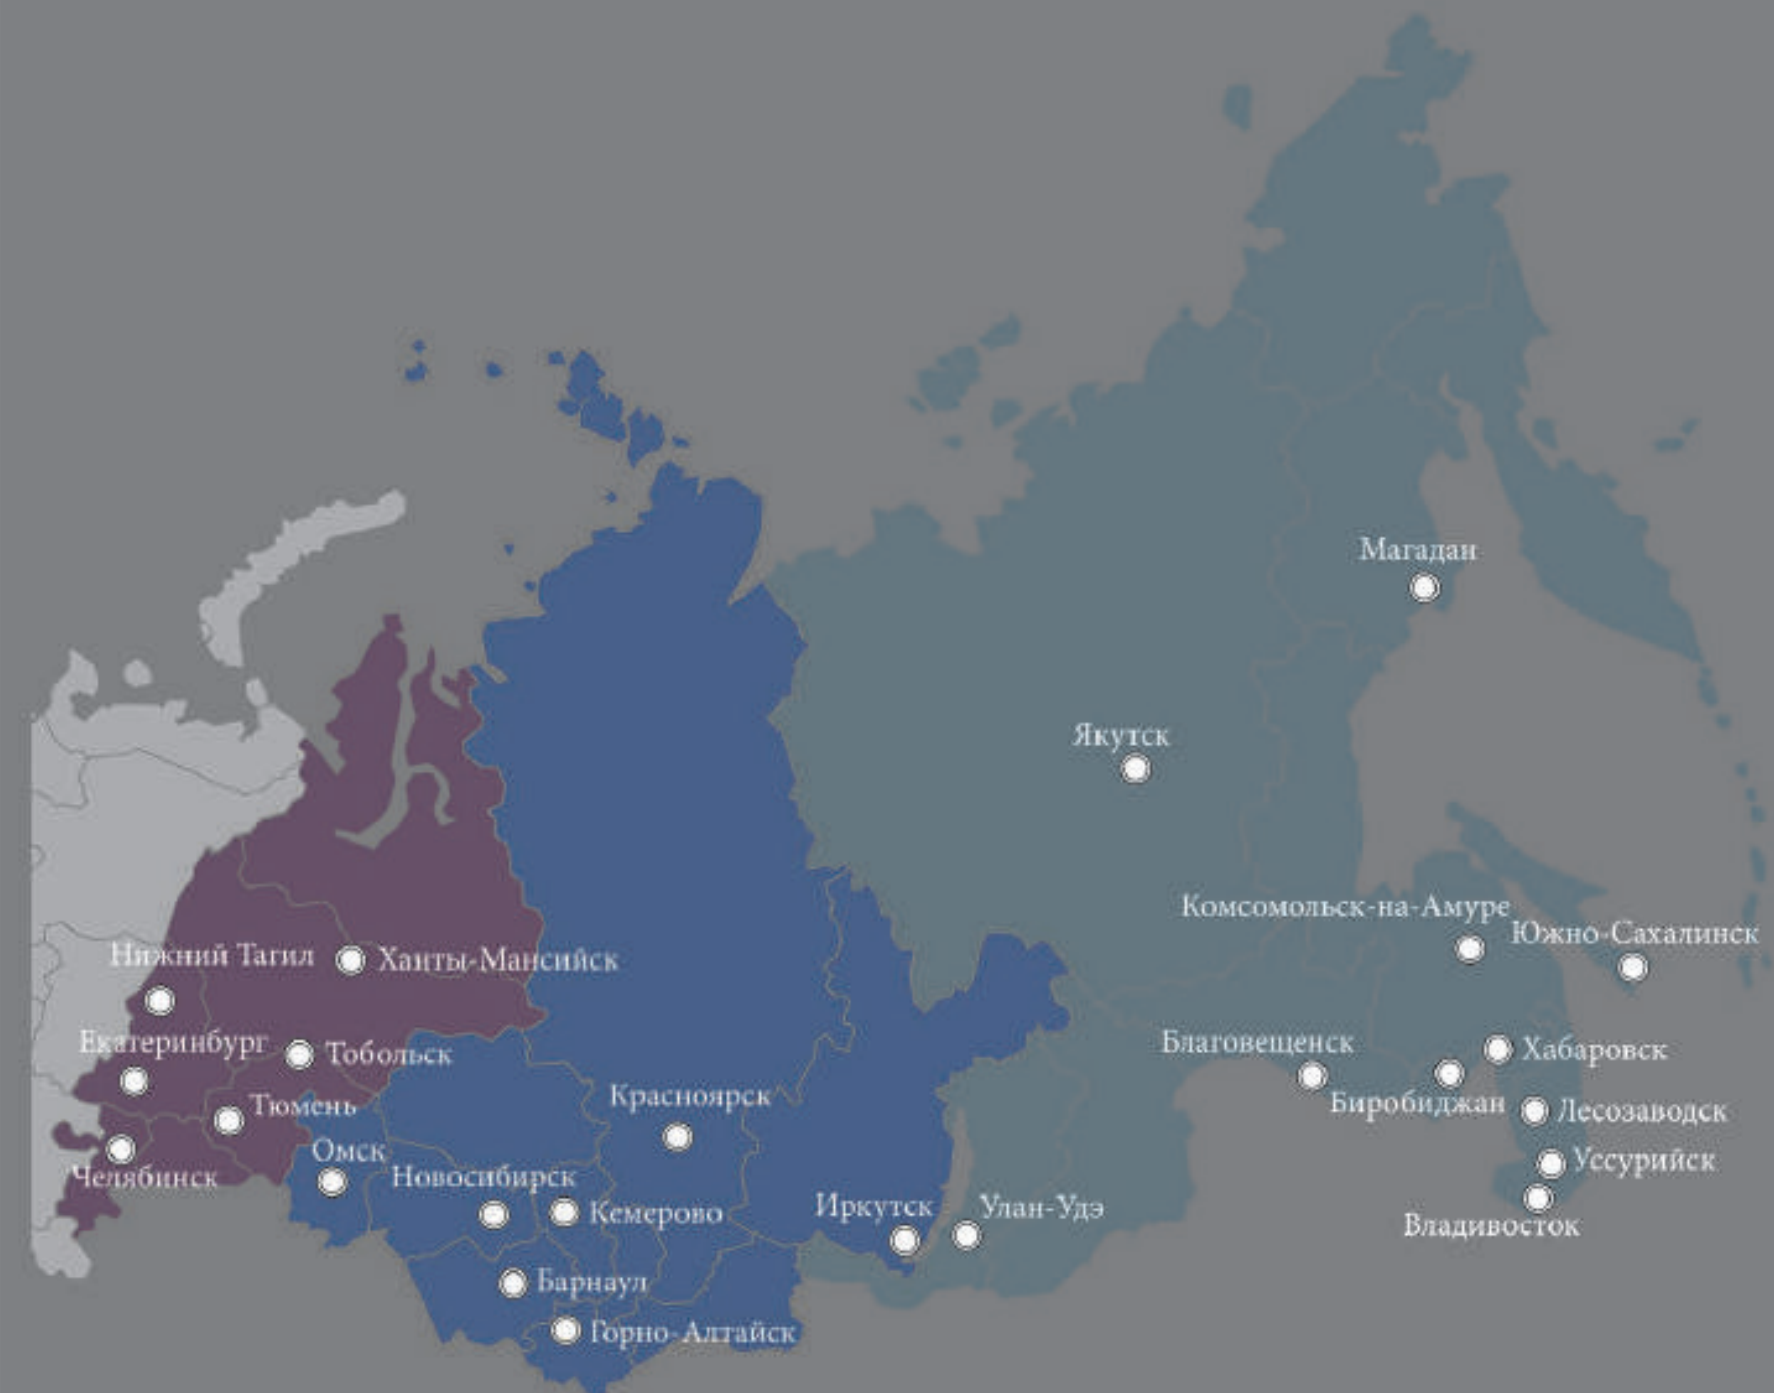 Магадан
Якутск
Комсомольск-на-Амуре
Южно-Сахалинск
Нижний Тагил
Ханты-Мансийск
Екатеринбург
Тобольск
Благовещенск
Хабаровск
Тюмень
Красноярск
Биробиджан
Лесозаводск
Омск
Челябинск
Новосибирск
Уссурийск
Кемерово
Иркутск
Улан-Удэ
Владивосток
Барнаул
Горно-Алтайск